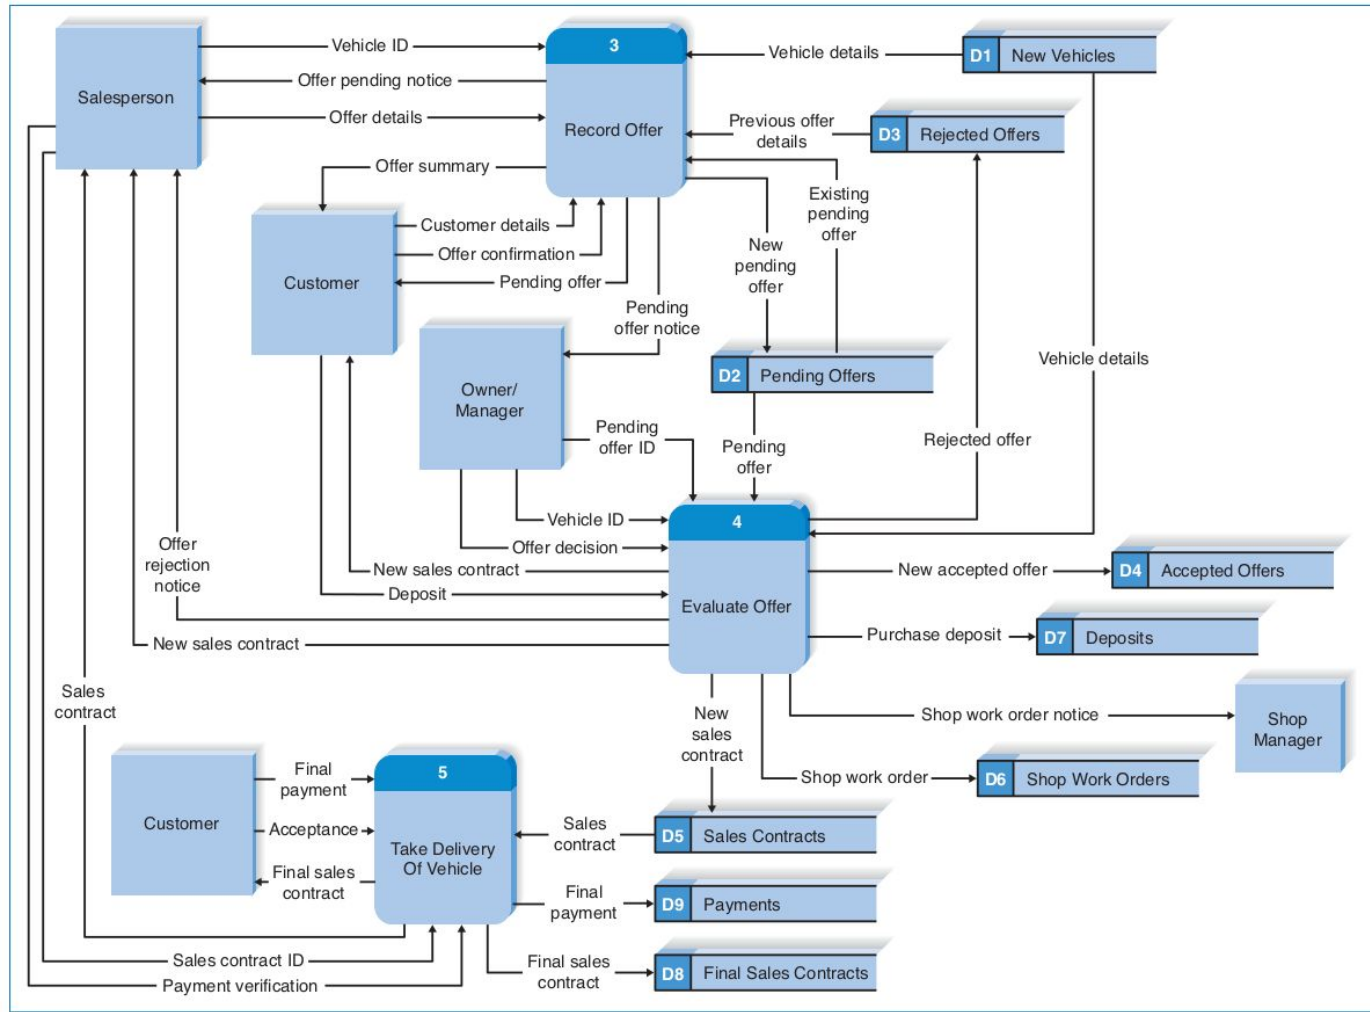 Vehicle ID
3
Vehicle details
D1 New Vehicles
Salesperson
Offer pending notice
Offer details
Record Offer
Previous offer
details
D3 Rejected Offers
Offer summary
Existing
pending
offer
Customer details
Offer confirmation
Pending offer
Customer
New
pending
offer
Pending
offer notice
Owner/
Manager
D2 Pending Offers
Vehicle details
Pending
offer ID
Pending
offer
Rejected offer
Vehicle ID
4
Offer decision
Offer
rejection
notice
New sales contract
Deposit
Evaluate Offer
New accepted offer
D4 Accepted Offers
Purchase deposit
D7 Deposits
New sales contract
Sales
contract
New
sales
contract
Shop work order notice
Shop
Manager
Shop work order
D6 Shop Work Orders
Customer
Final
payment
5
Acceptance
Take Delivery
Of Vehicle
Sales
contract
D5 Sales Contracts
Final sales
contract
Final
payment
D9 Payments
Sales contract ID
Payment verification
Final sales
contract
D8 Final Sales Contracts